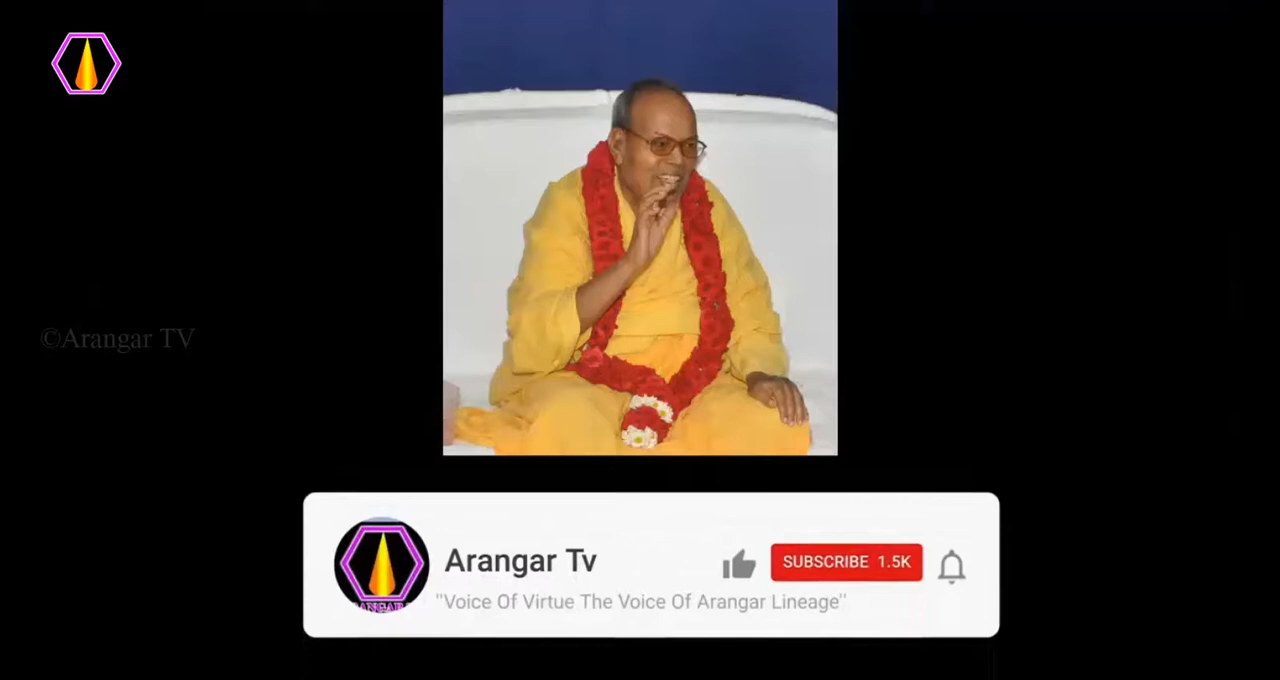 ©Arangar TV
Arangar Tv
SUBSCRIBE 1.5K
"Voice Of Virtue The Voice Of Arangar Lineage"